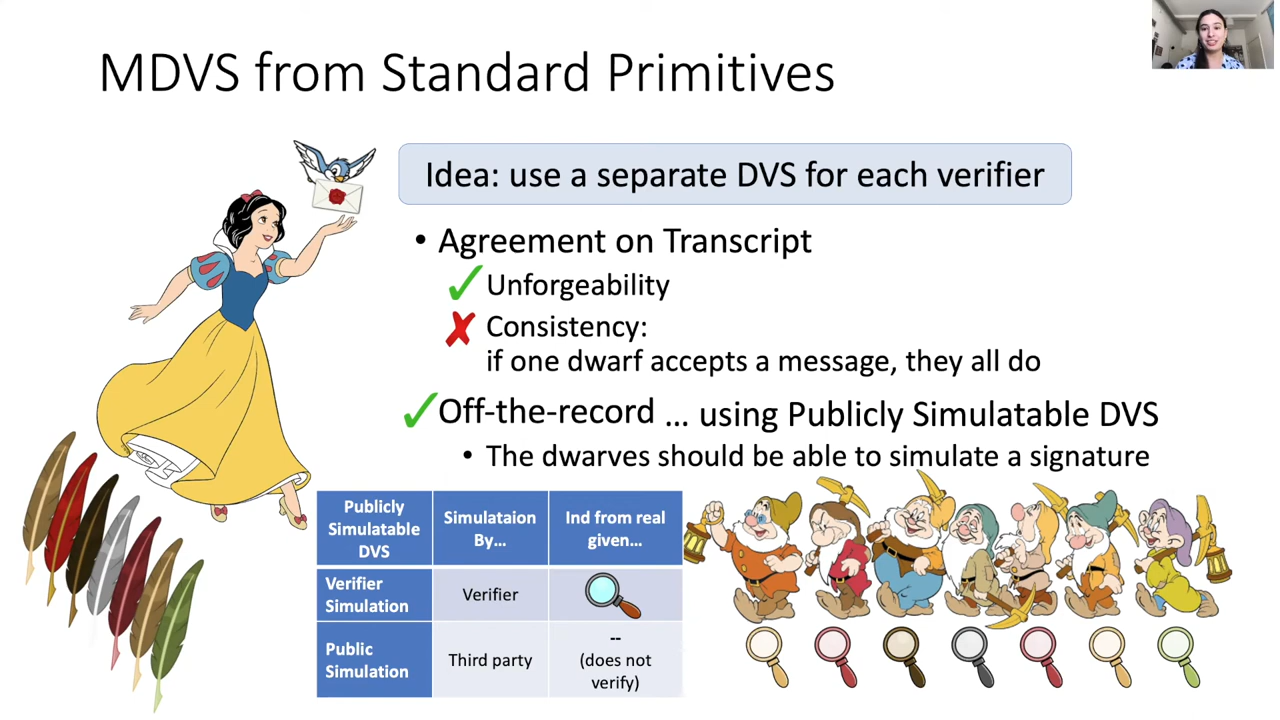 MDVS from Standard Primitives
Idea: use a separate DVS for each verifier
• Agreement on Transcript
Unforgeability
Consistency:
if one dwarf accepts a message, they all do
Off-the-record … using Publicly Simulatable DVS
• The dwarves should be able to simulate a signature
Publicly
Simulatable
DVS
Simulataion
By…
Ind from real
given…
Verifier
Simulation
Verifier
Public
Simulation
Third party
--
(does not
verify)